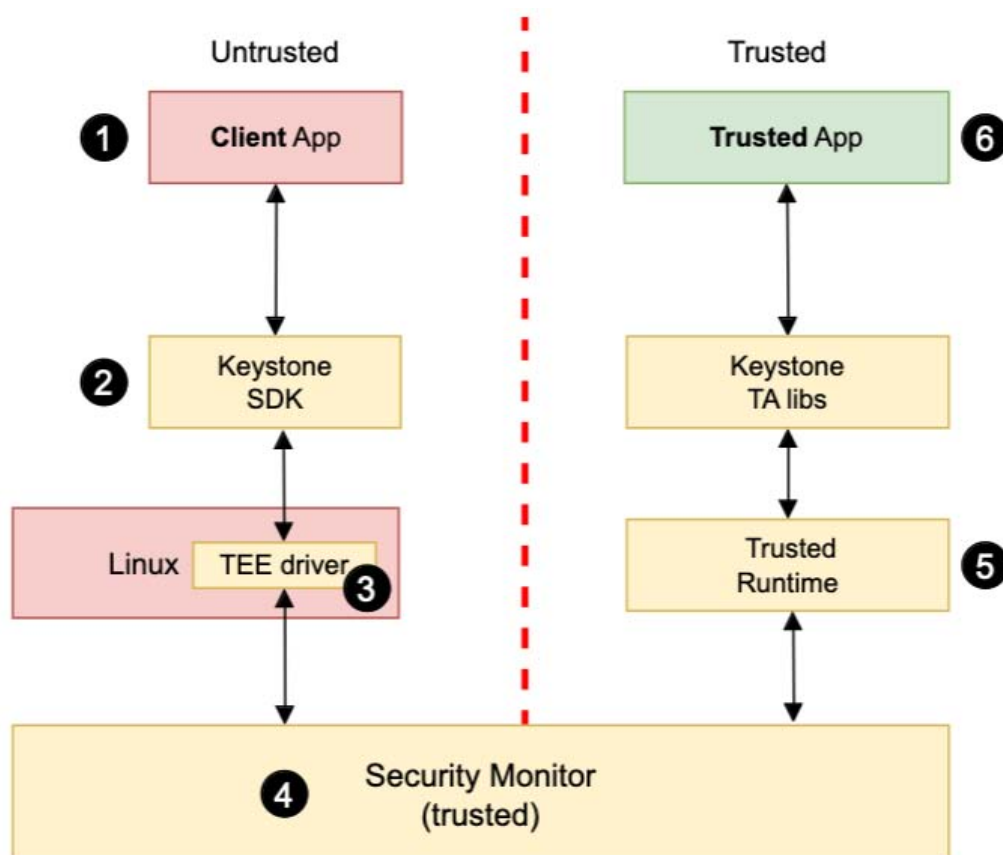 Untrusted
Trusted
1
Client App
Trusted App
6
2
Keystone
SDK
Keystone
TA libs
Linux
TEE driver
3
Trusted
Runtime
5
4
Security Monitor
(trusted)